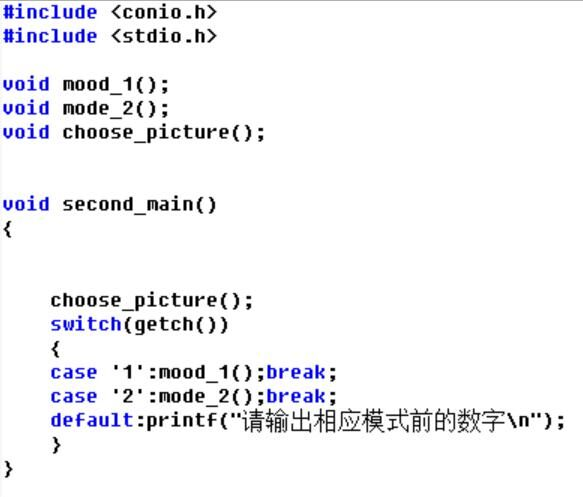 #include <conio.h>
#include <stdio.h>
void mood_1();
void mode_2();
void choose_picture();
void second_main()
{
choose_picture();
switch(getch())
{
case '1':mood_1();break;
case '2':mode_2();break;
default:printf("请输出相应模式前的数字\n");
}
}